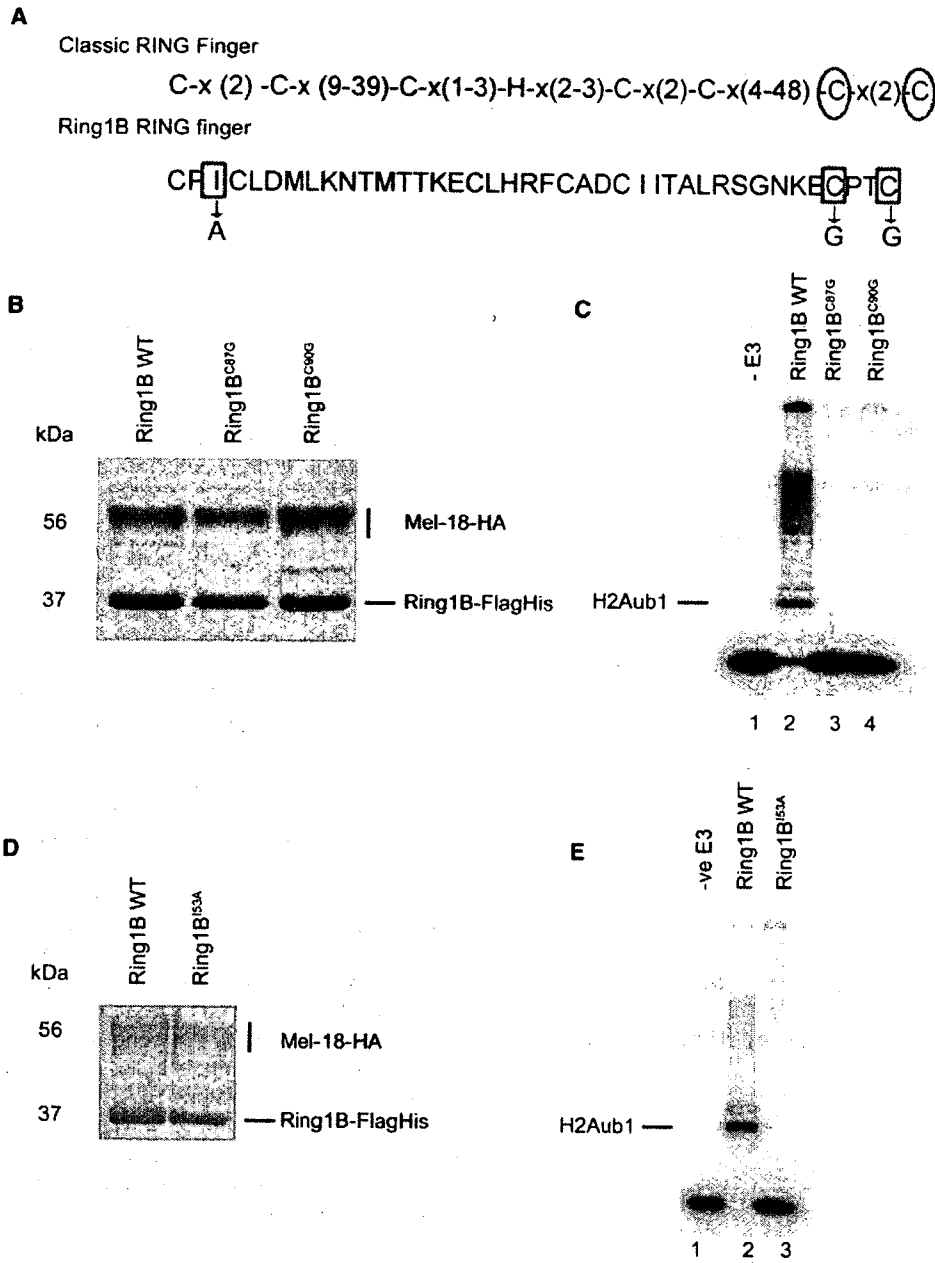 A
Classic RING Finger
C-x (2) -C-x (9-39)-C-x(1-3)-H-x(2-3)-C-x(2)-C-x(4-48) -C-x(2)-C
Ring1B RING finger
CPICLDMLKNTMTTKECLHRFCADC I ITALRSGNKECPTC
A
G
G
B
kDa
Ring1B WT
Ring1B^C87G
Ring1B^C90G
56
Mel-18-HA
37
Ring1B-FlagHis
C
- E3
Ring1B WT
Ring1B^C87G
Ring1B^C90G
H2Aub1
1 2 3 4
D
kDa
Ring1B WT
Ring1B^I53A
56
Mel-18-HA
37
Ring1B-FlagHis
E
-ve E3
Ring1B WT
Ring1B^I53A
H2Aub1
1 2 3